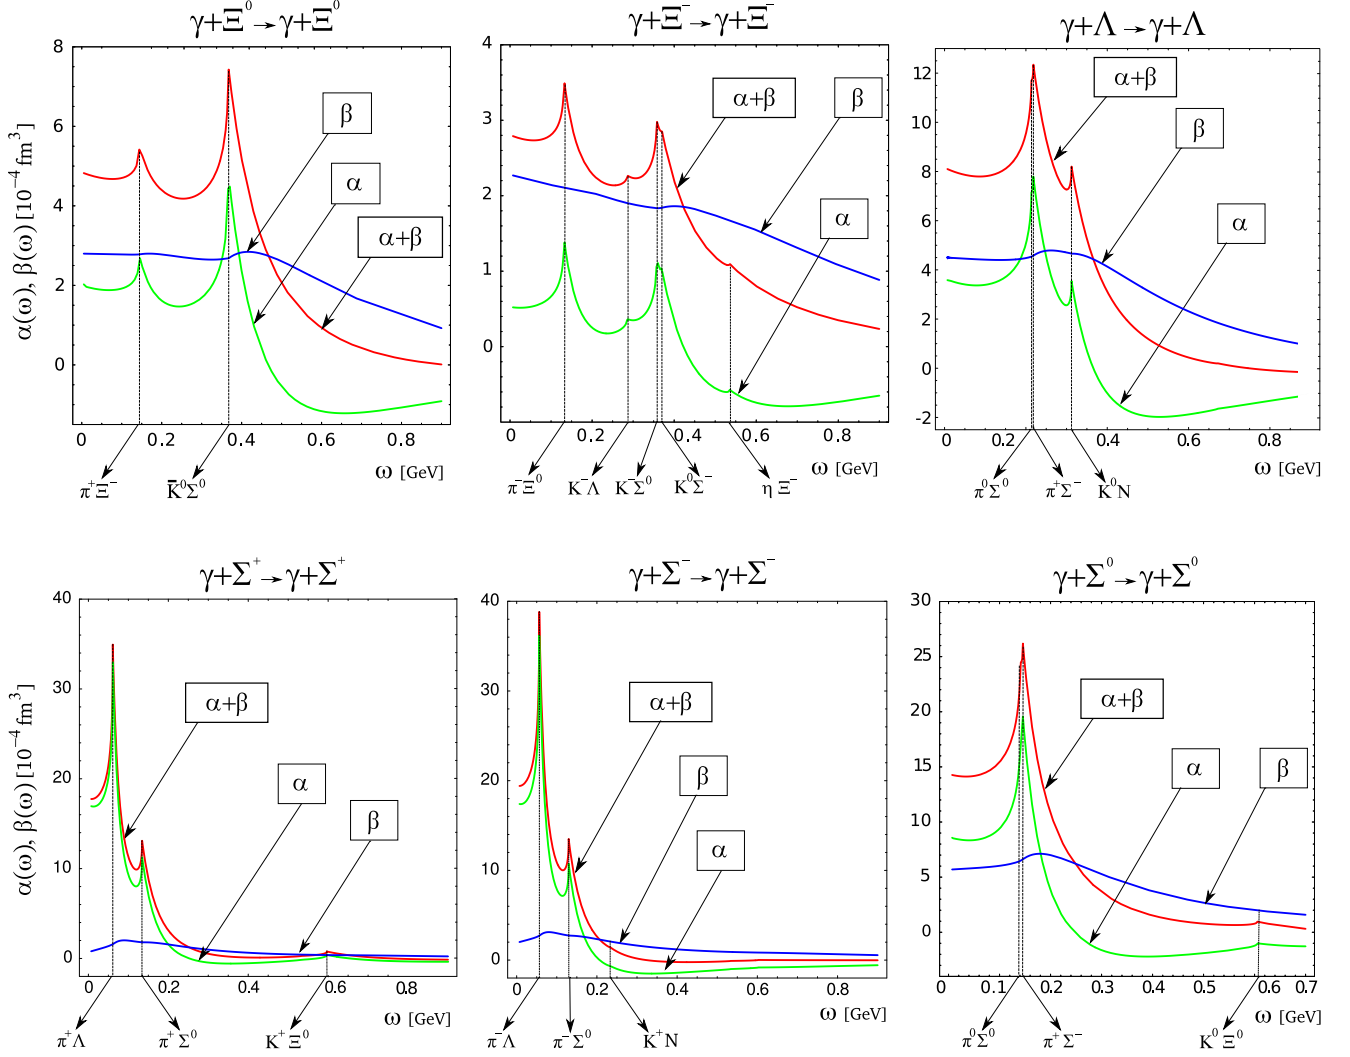 γ+Ξ⁰→γ+Ξ⁰
α(ω), β(ω) [10⁻⁴ fm³]
8
6
4
2
0
β
α
α+β
0 0.2 0.4 0.6 0.8
ω [GeV]
π⁺Ξ⁻
K̄⁰Σ⁰
γ+Ξ⁻→γ+Ξ⁻
4
3
2
1
0
α+β
β
α
0 0.2 0.4 0.6 0.8
ω [GeV]
π⁻Ξ⁰
K⁻Λ
K⁻Σ⁰
K⁰Σ⁻
η Ξ⁻
γ+Λ→γ+Λ
12
10
8
6
4
2
0
-2
α+β
β
α
0 0.2 0.4 0.6 0.8
ω [GeV]
π⁰Σ⁰
π⁺Σ⁻
K⁰N
γ+Σ⁺→γ+Σ⁺
α(ω), β(ω) [10⁻⁴ fm³]
40
30
20
10
0
α+β
α
β
0 0.2 0.4 0.6 0.8
ω [GeV]
π⁺Λ
π⁺Σ⁰
K⁺Ξ⁰
γ+Σ⁻→γ+Σ⁻
40
30
20
10
0
α+β
β
α
0 0.2 0.4 0.6 0.8
ω [GeV]
π⁻Λ
π⁻Σ⁰
K⁺N
γ+Σ⁰→γ+Σ⁰
30
25
20
15
10
5
0
α+β
α
β
0 0.1 0.2 0.3 0.4 0.5 0.6 0.7
ω [GeV]
π⁰Σ⁰
π⁺Σ⁻
K⁰Ξ⁰